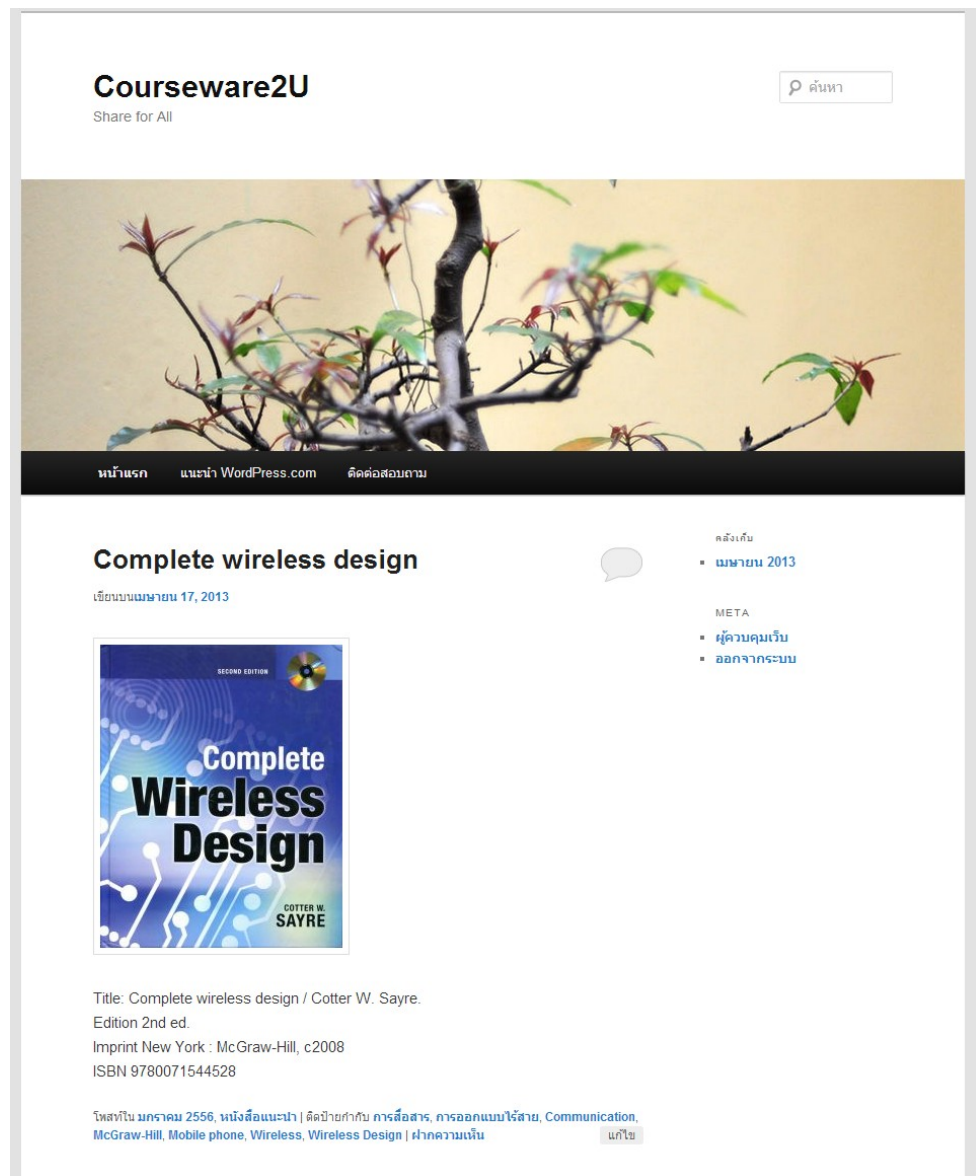 Courseware2U
Share for All
ค้นหา
หน้าแรก แนะนำ WordPress.com ติดต่อสอบถาม
Complete wireless design
เขียนบนเมษายน 17, 2013
SECOND EDITION
Complete
Wireless
Design
COTTER W.
SAYRE
Title: Complete wireless design / Cotter W. Sayre.
Edition 2nd ed.
Imprint New York : McGraw-Hill, c2008
ISBN 9780071544528
โพสท์ใน มกราคม 2556, หนังสือแนะนำ | ติดป้ายกำกับ การสื่อสาร, การออกแบบไร้สาย, Communication,
McGraw-Hill, Mobile phone, Wireless, Wireless Design | ฝากความเห็น
แก้ไข
คลังเก็บ
เมษายน 2013
META
ผู้ควบคุมเว็บ
ออกจากระบบ